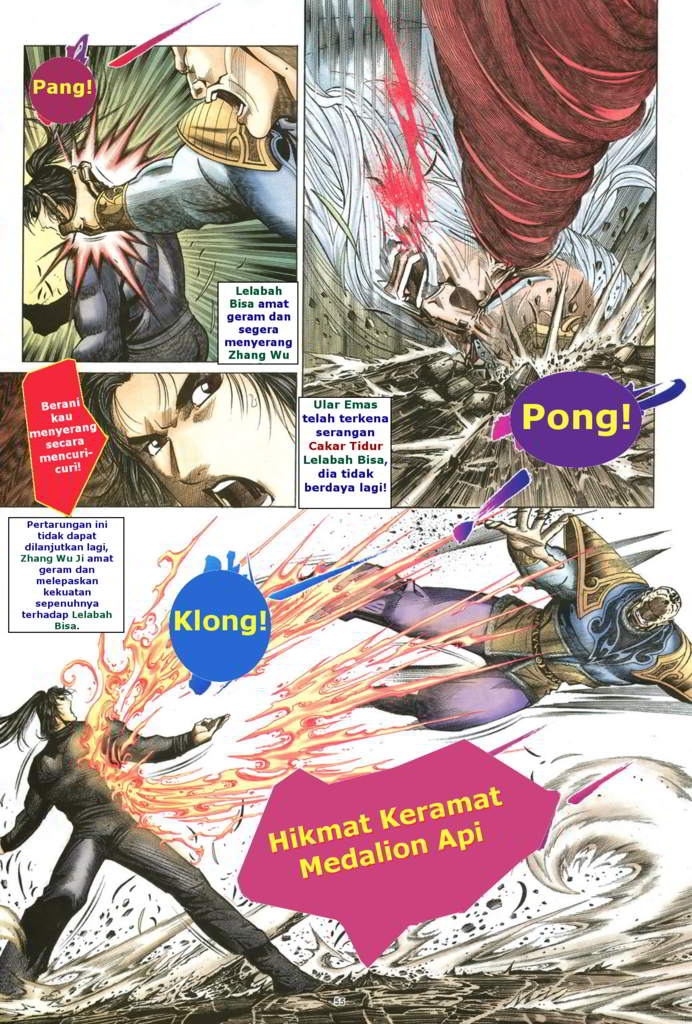 Pang!
Lelabah
Bisa amat
geram dan
segera
menyerang
Zhang Wu
Ular Emas
telah terkena
serangan
Cakar Tidur
Lelabah Bisa,
dia tidak
berdaya lagi!
Pong!
Berani
kau
menyerang
secara
mencuri-
curi!
Pertarungan ini
tidak dapat
dilanjutkan lagi,
Zhang Wu Ji amat
geram dan
melepaskan
kekuatan
sepenuhnya
terhadap Lelabah
Bisa.
Klong!
Hikmat Keramat
Medalion Api
55